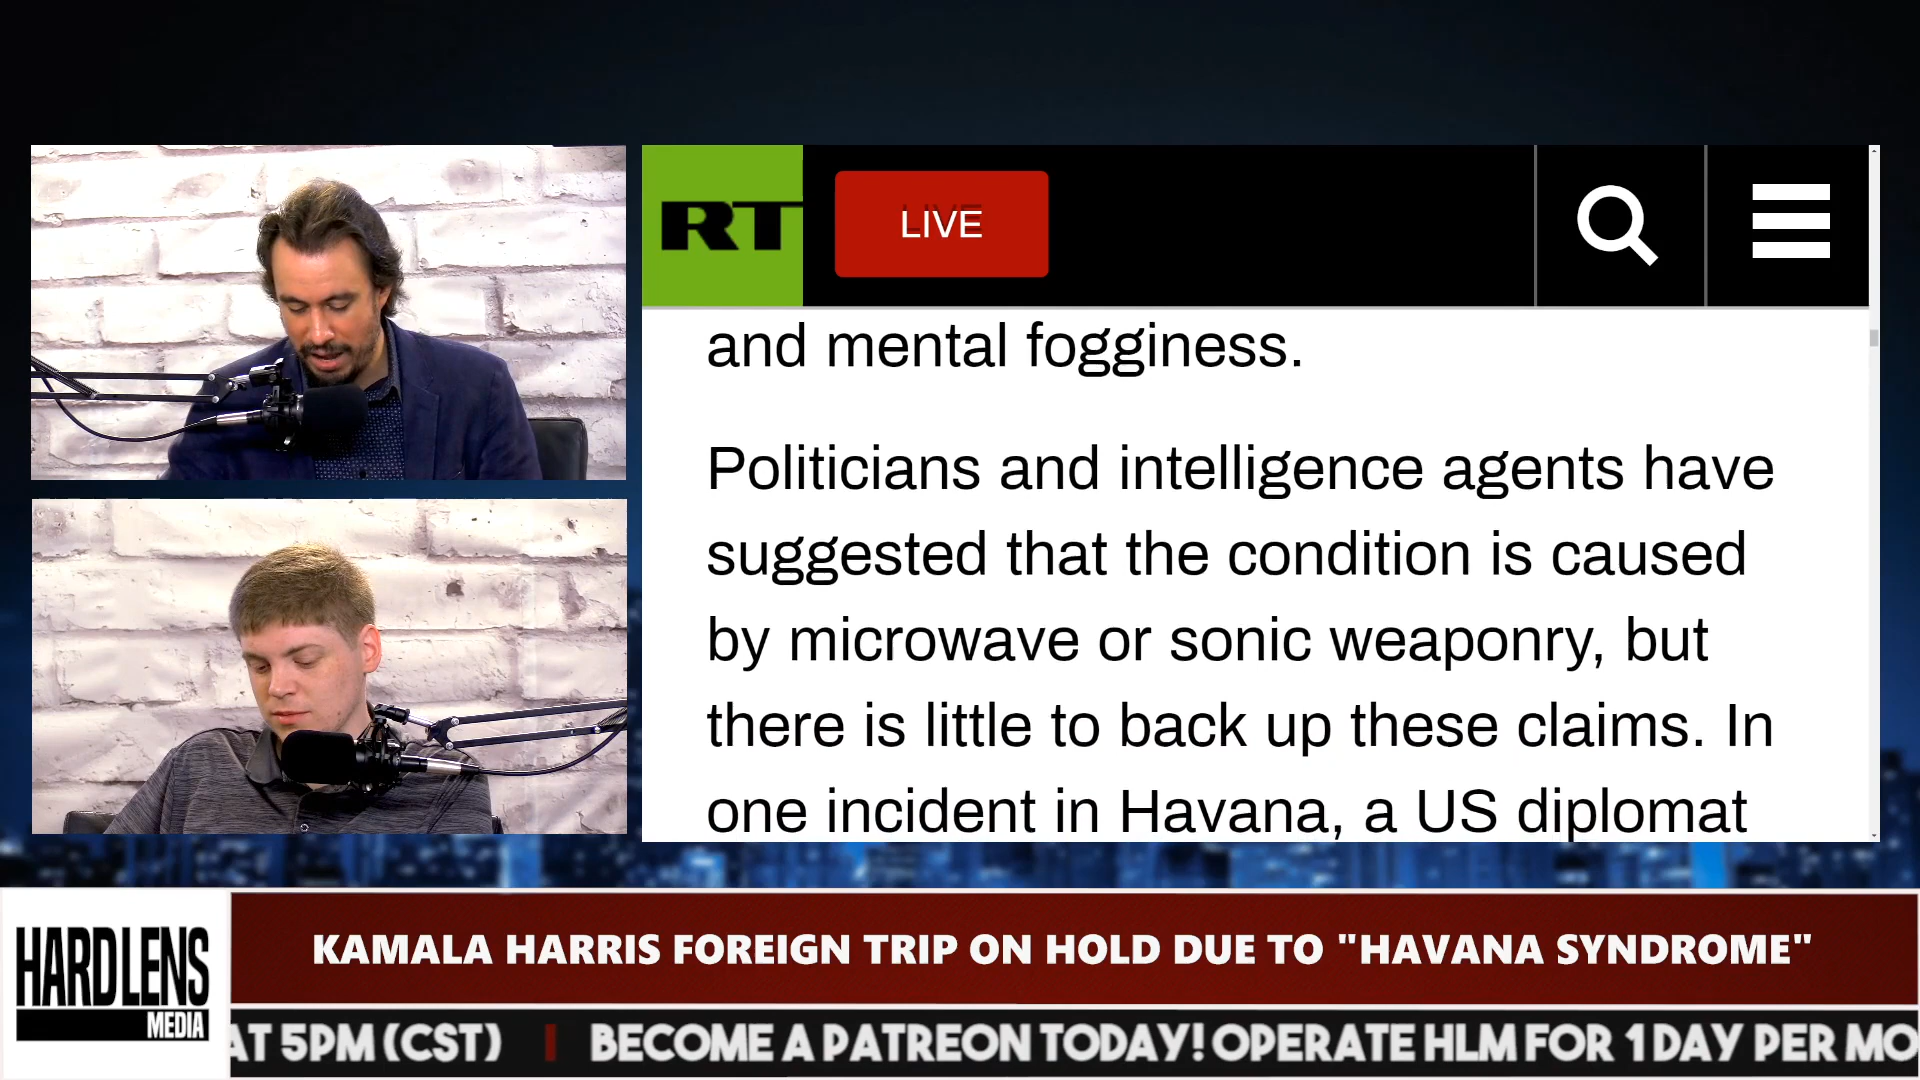 RT
LIVE
and mental fogginess.
Politicians and intelligence agents have
suggested that the condition is caused
by microwave or sonic weaponry, but
there is little to back up these claims. In
one incident in Havana, a US diplomat
HARD LENS
MEDIA
KAMALA HARRIS FOREIGN TRIP ON HOLD DUE TO "HAVANA SYNDROME"
AT 5PM (CST) | BECOME A PATREON TODAY! OPERATE HLM FOR 1 DAY PER MO